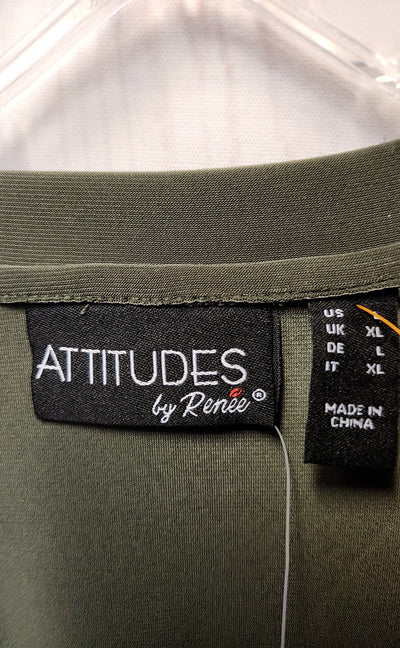 ATTITUDES
by Renée®
US
UK XL
DE L
IT XL
MADE IN
CHINA